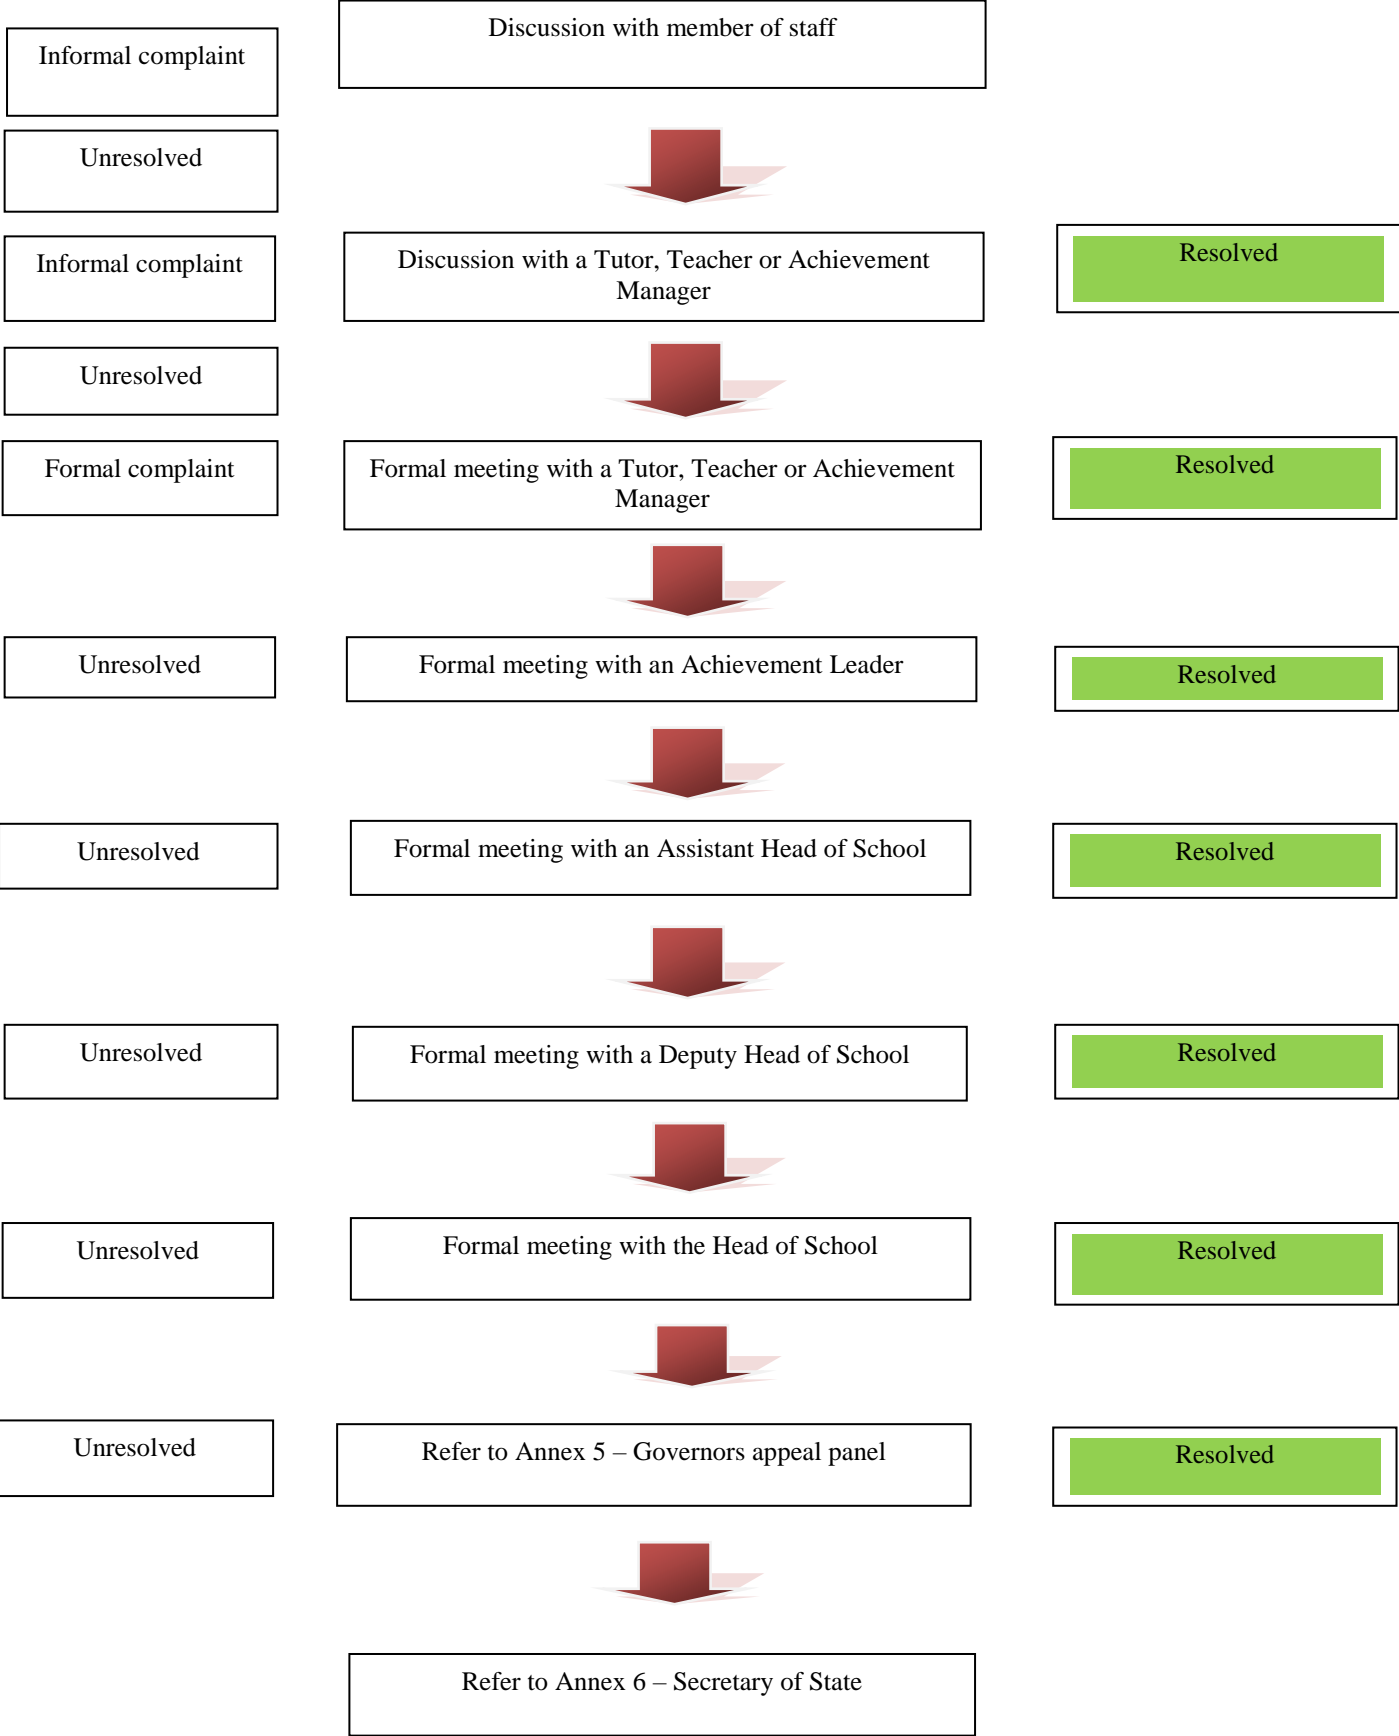 Informal complaint
Discussion with member of staff
Unresolved
Informal complaint
Discussion with a Tutor, Teacher or Achievement
Manager
Resolved
Unresolved
Formal complaint
Formal meeting with a Tutor, Teacher or Achievement
Manager
Resolved
Unresolved
Formal meeting with an Achievement Leader
Resolved
Unresolved
Formal meeting with an Assistant Head of School
Resolved
Unresolved
Formal meeting with a Deputy Head of School
Resolved
Unresolved
Formal meeting with the Head of School
Resolved
Unresolved
Refer to Annex 5 – Governors appeal panel
Resolved
Refer to Annex 6 – Secretary of State